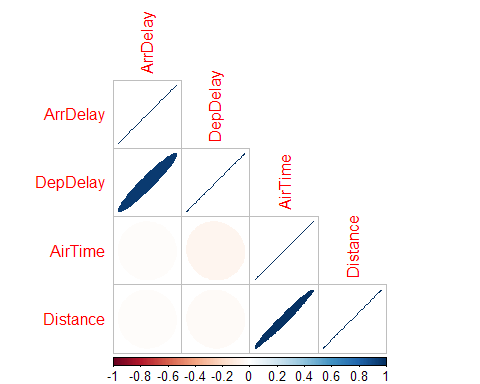 ArrDelay
ArrDelay
DepDelay
DepDelay
AirTime
AirTime
Distance
Distance
-1 -0.8 -0.6 -0.4 -0.2 0 0.2 0.4 0.6 0.8 1